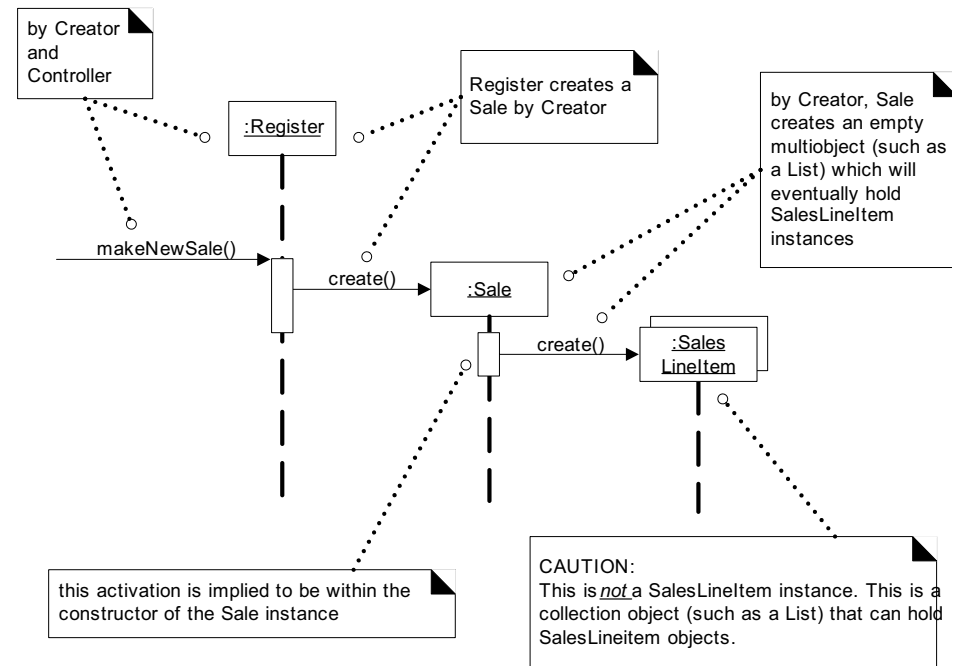 by Creator
and
Controller
:Register
Register creates a
Sale by Creator
by Creator, Sale
creates an empty
multiobject (such as
a List) which will
eventually hold
SalesLineItem
instances
makeNewSale()
create()
:Sale
create()
:Sales
LineItem
this activation is implied to be within the
constructor of the Sale instance
CAUTION:
This is not a SalesLineItem instance. This is a
collection object (such as a List) that can hold
SalesLineitem objects.